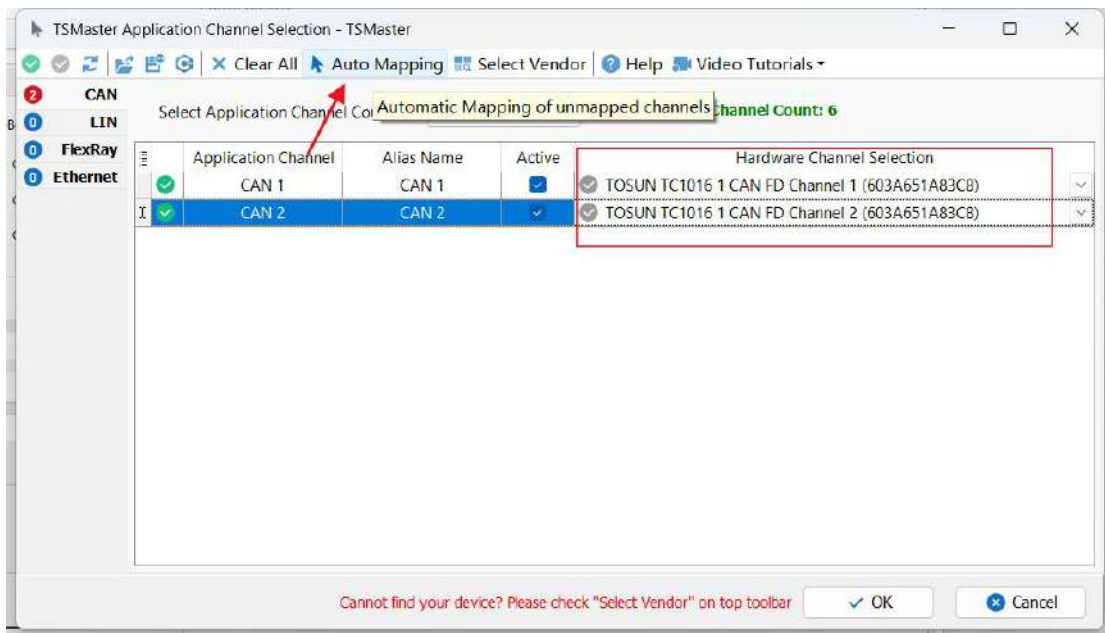 TSMaster Application Channel Selection - TSMaster
Clear All Auto Mapping Select Vendor Help Video Tutorials
2 CAN
0 LIN
0 FlexRay
0 Ethernet
Select Application Channel
Automatic Mapping of unmapped channels
hannel Count: 6
Application Channel Alias Name Active Hardware Channel Selection
CAN 1 CAN 1 TOSUN TC1016 1 CAN FD Channel 1 (603A651A83C8)
CAN 2 CAN 2 TOSUN TC1016 1 CAN FD Channel 2 (603A651A83C8)
Cannot find your device? Please check "Select Vendor" on top toolbar OK Cancel